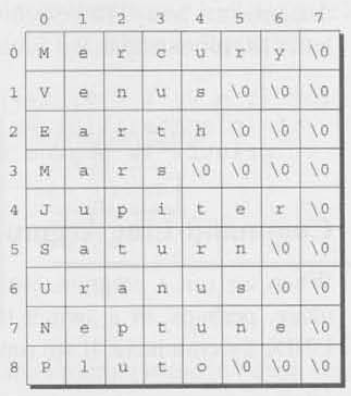 0 1 2 3 4 5 6 7
0 M e r c u r y \0
1 V e n u s \0 \0 \0
2 E a r t h \0 \0 \0
3 M a r s \0 \0 \0 \0
4 J u p i t e r \0
5 S a t u r n \0 \0
6 U r a n u s \0 \0
7 N e p t u n e \0
8 P l u t o \0 \0 \0